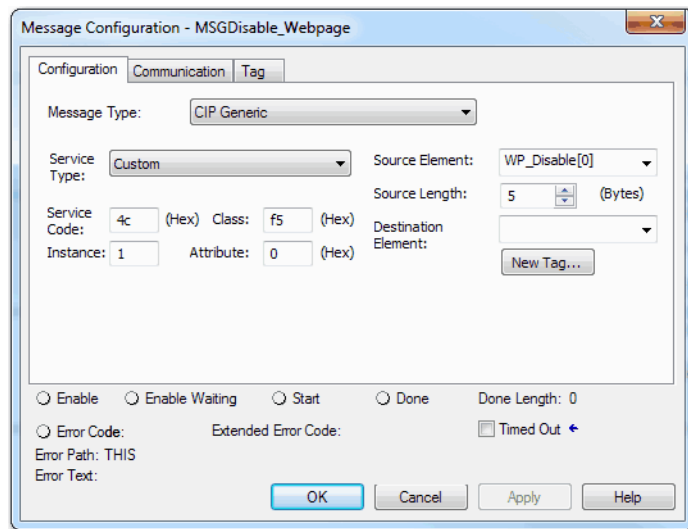 Message Configuration - MSGDisable_Webpage
Configuration Communication Tag
Message Type: CIP Generic
Service Type: Custom Source Element: WP_Disable[0]
Source Length: 5 (Bytes)
Service Code: 4c (Hex) Class: f5 (Hex) Destination Element:
Instance: 1 Attribute: 0 (Hex)
New Tag...
Enable Enable Waiting Start Done Done Length: 0
Error Code: Extended Error Code: Timed Out
Error Path: THIS
Error Text:
OK Cancel Apply Help